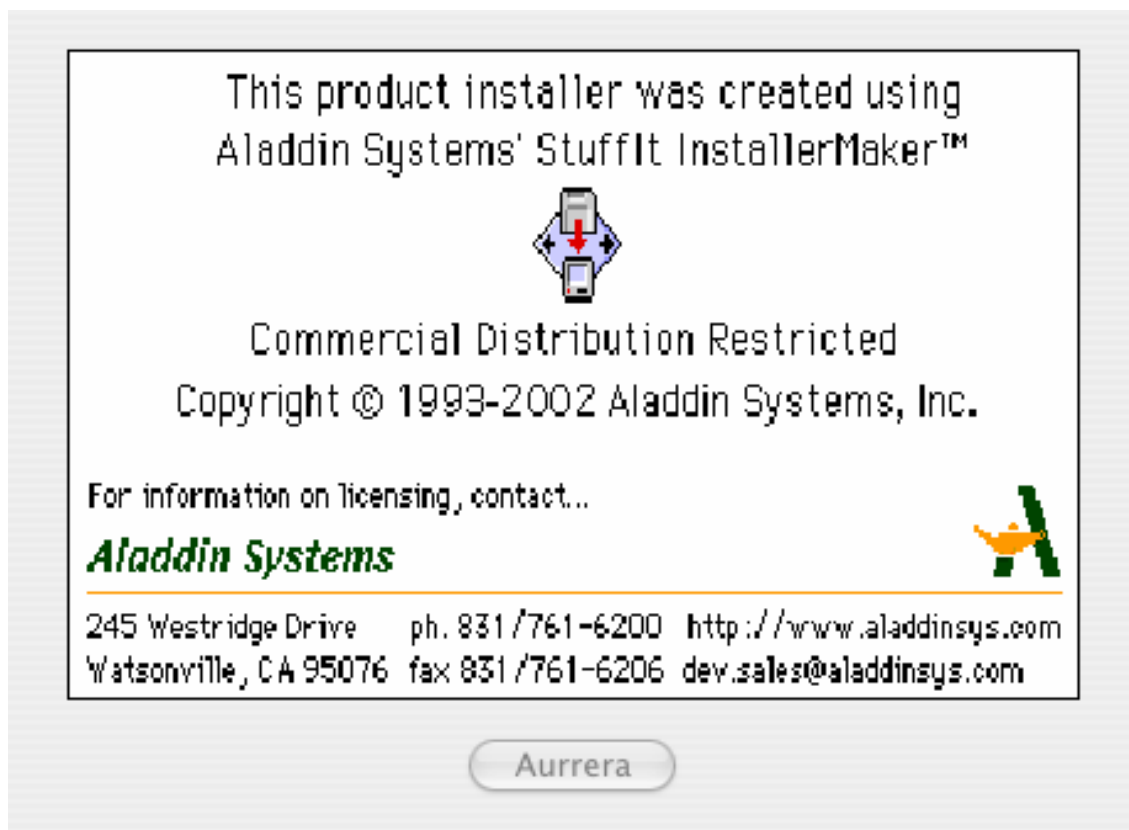 This product installer was created using
Aladdin Systems' StuffIt InstallerMaker™
Commercial Distribution Restricted
Copyright © 1993-2002 Aladdin Systems, Inc.
For information on licensing, contact...
Aladdin Systems
245 Westridge Drive ph. 831/761-6200 http://www.aladdinsys.com
Watsonville, CA 95076 fax 831/761-6206 dev.sales@aladdinsys.com
Aurrera